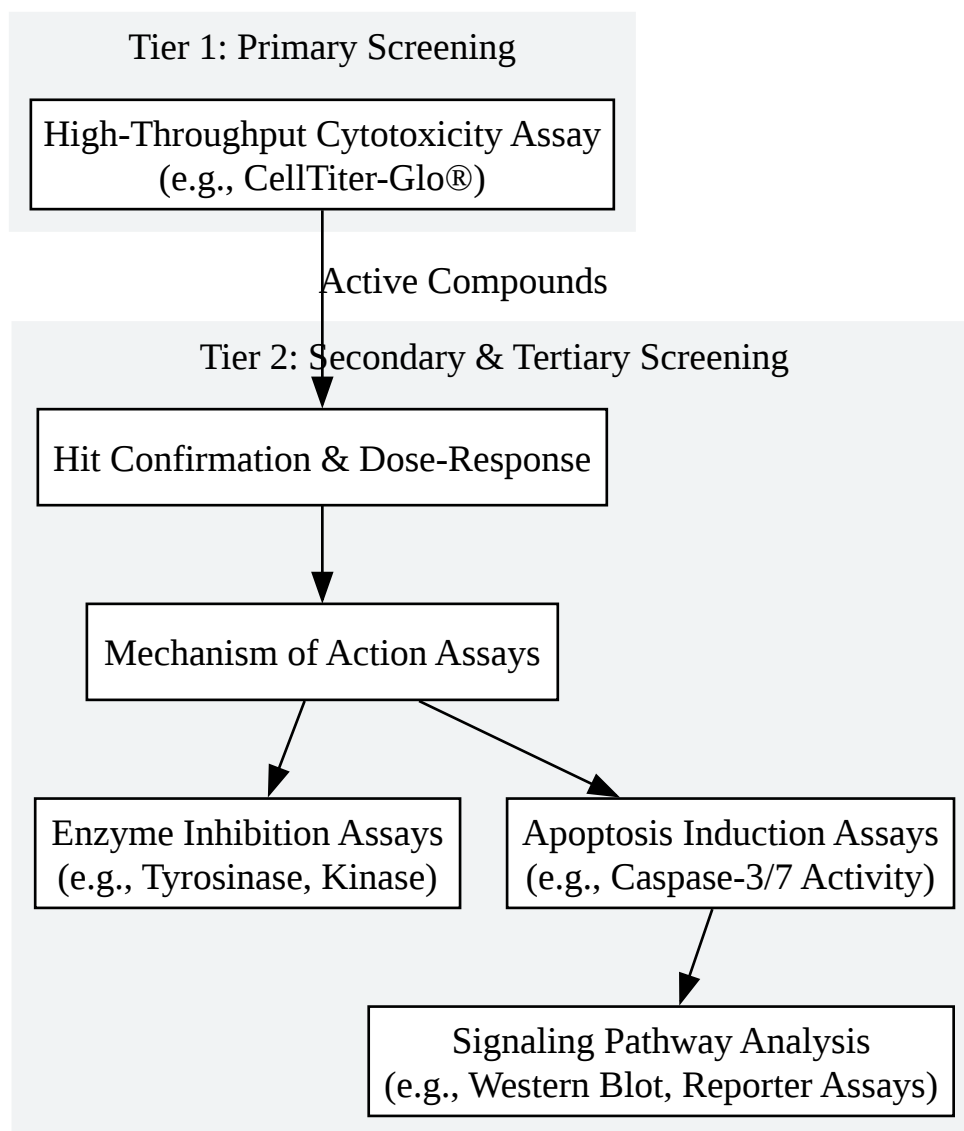 Tier 1: Primary Screening
High-Throughput Cytotoxicity Assay
(e.g., CellTiter-Glo®)
Active Compounds
Tier 2: Secondary & Tertiary Screening
Hit Confirmation & Dose-Response
Mechanism of Action Assays
Enzyme Inhibition Assays
(e.g., Tyrosinase, Kinase)
Apoptosis Induction Assays
(e.g., Caspase-3/7 Activity)
Signaling Pathway Analysis
(e.g., Western Blot, Reporter Assays)